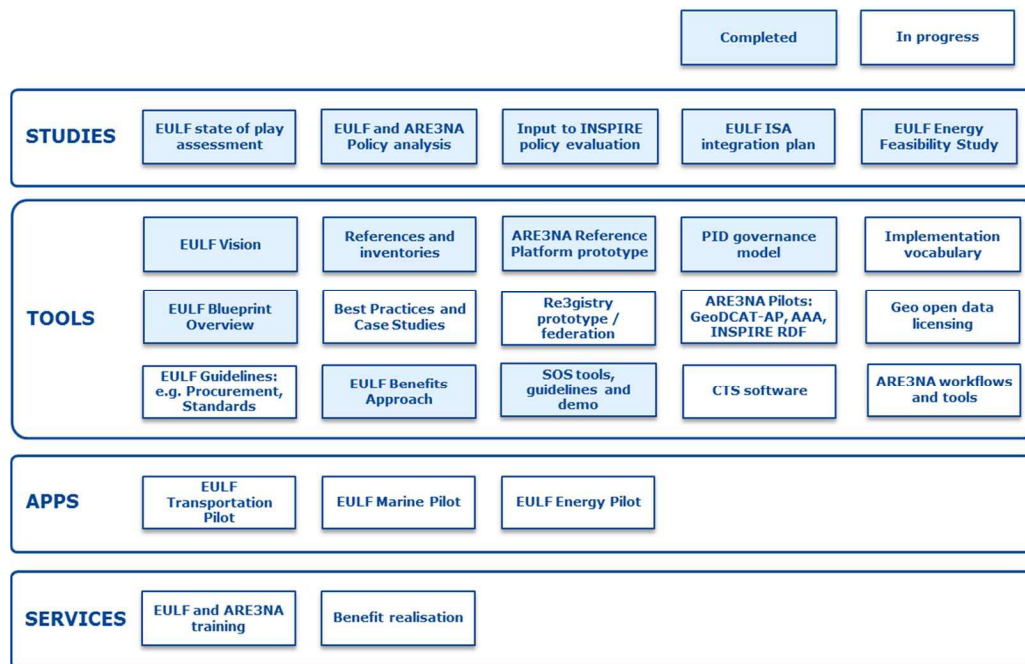 Completed
In progress
STUDIES
EULF state of play
assessment
EULF and ARE3NA
Policy analysis
Input to INSPIRE
policy evaluation
EULF ISA
integration plan
EULF Energy
Feasibility Study
TOOLS
EULF Vision
References and
inventories
ARE3NA Reference
Platform prototype
PID governance
model
Implementation
vocabulary
EULF Blueprint
Overview
Best Practices and
Case Studies
Re3gistry
prototype /
federation
ARE3NA Pilots:
GeoDCAT-AP, AAA,
INSPIRE RDF
Geo open data
licensing
EULF Guidelines:
e.g. Procurement,
Standards
EULF Benefits
Approach
SOS tools,
guidelines and
demo
CTS software
ARE3NA workflows
and tools
APPS
EULF
Transportation
Pilot
EULF Marine Pilot
EULF Energy Pilot
SERVICES
EULF and ARE3NA
training
Benefit realisation